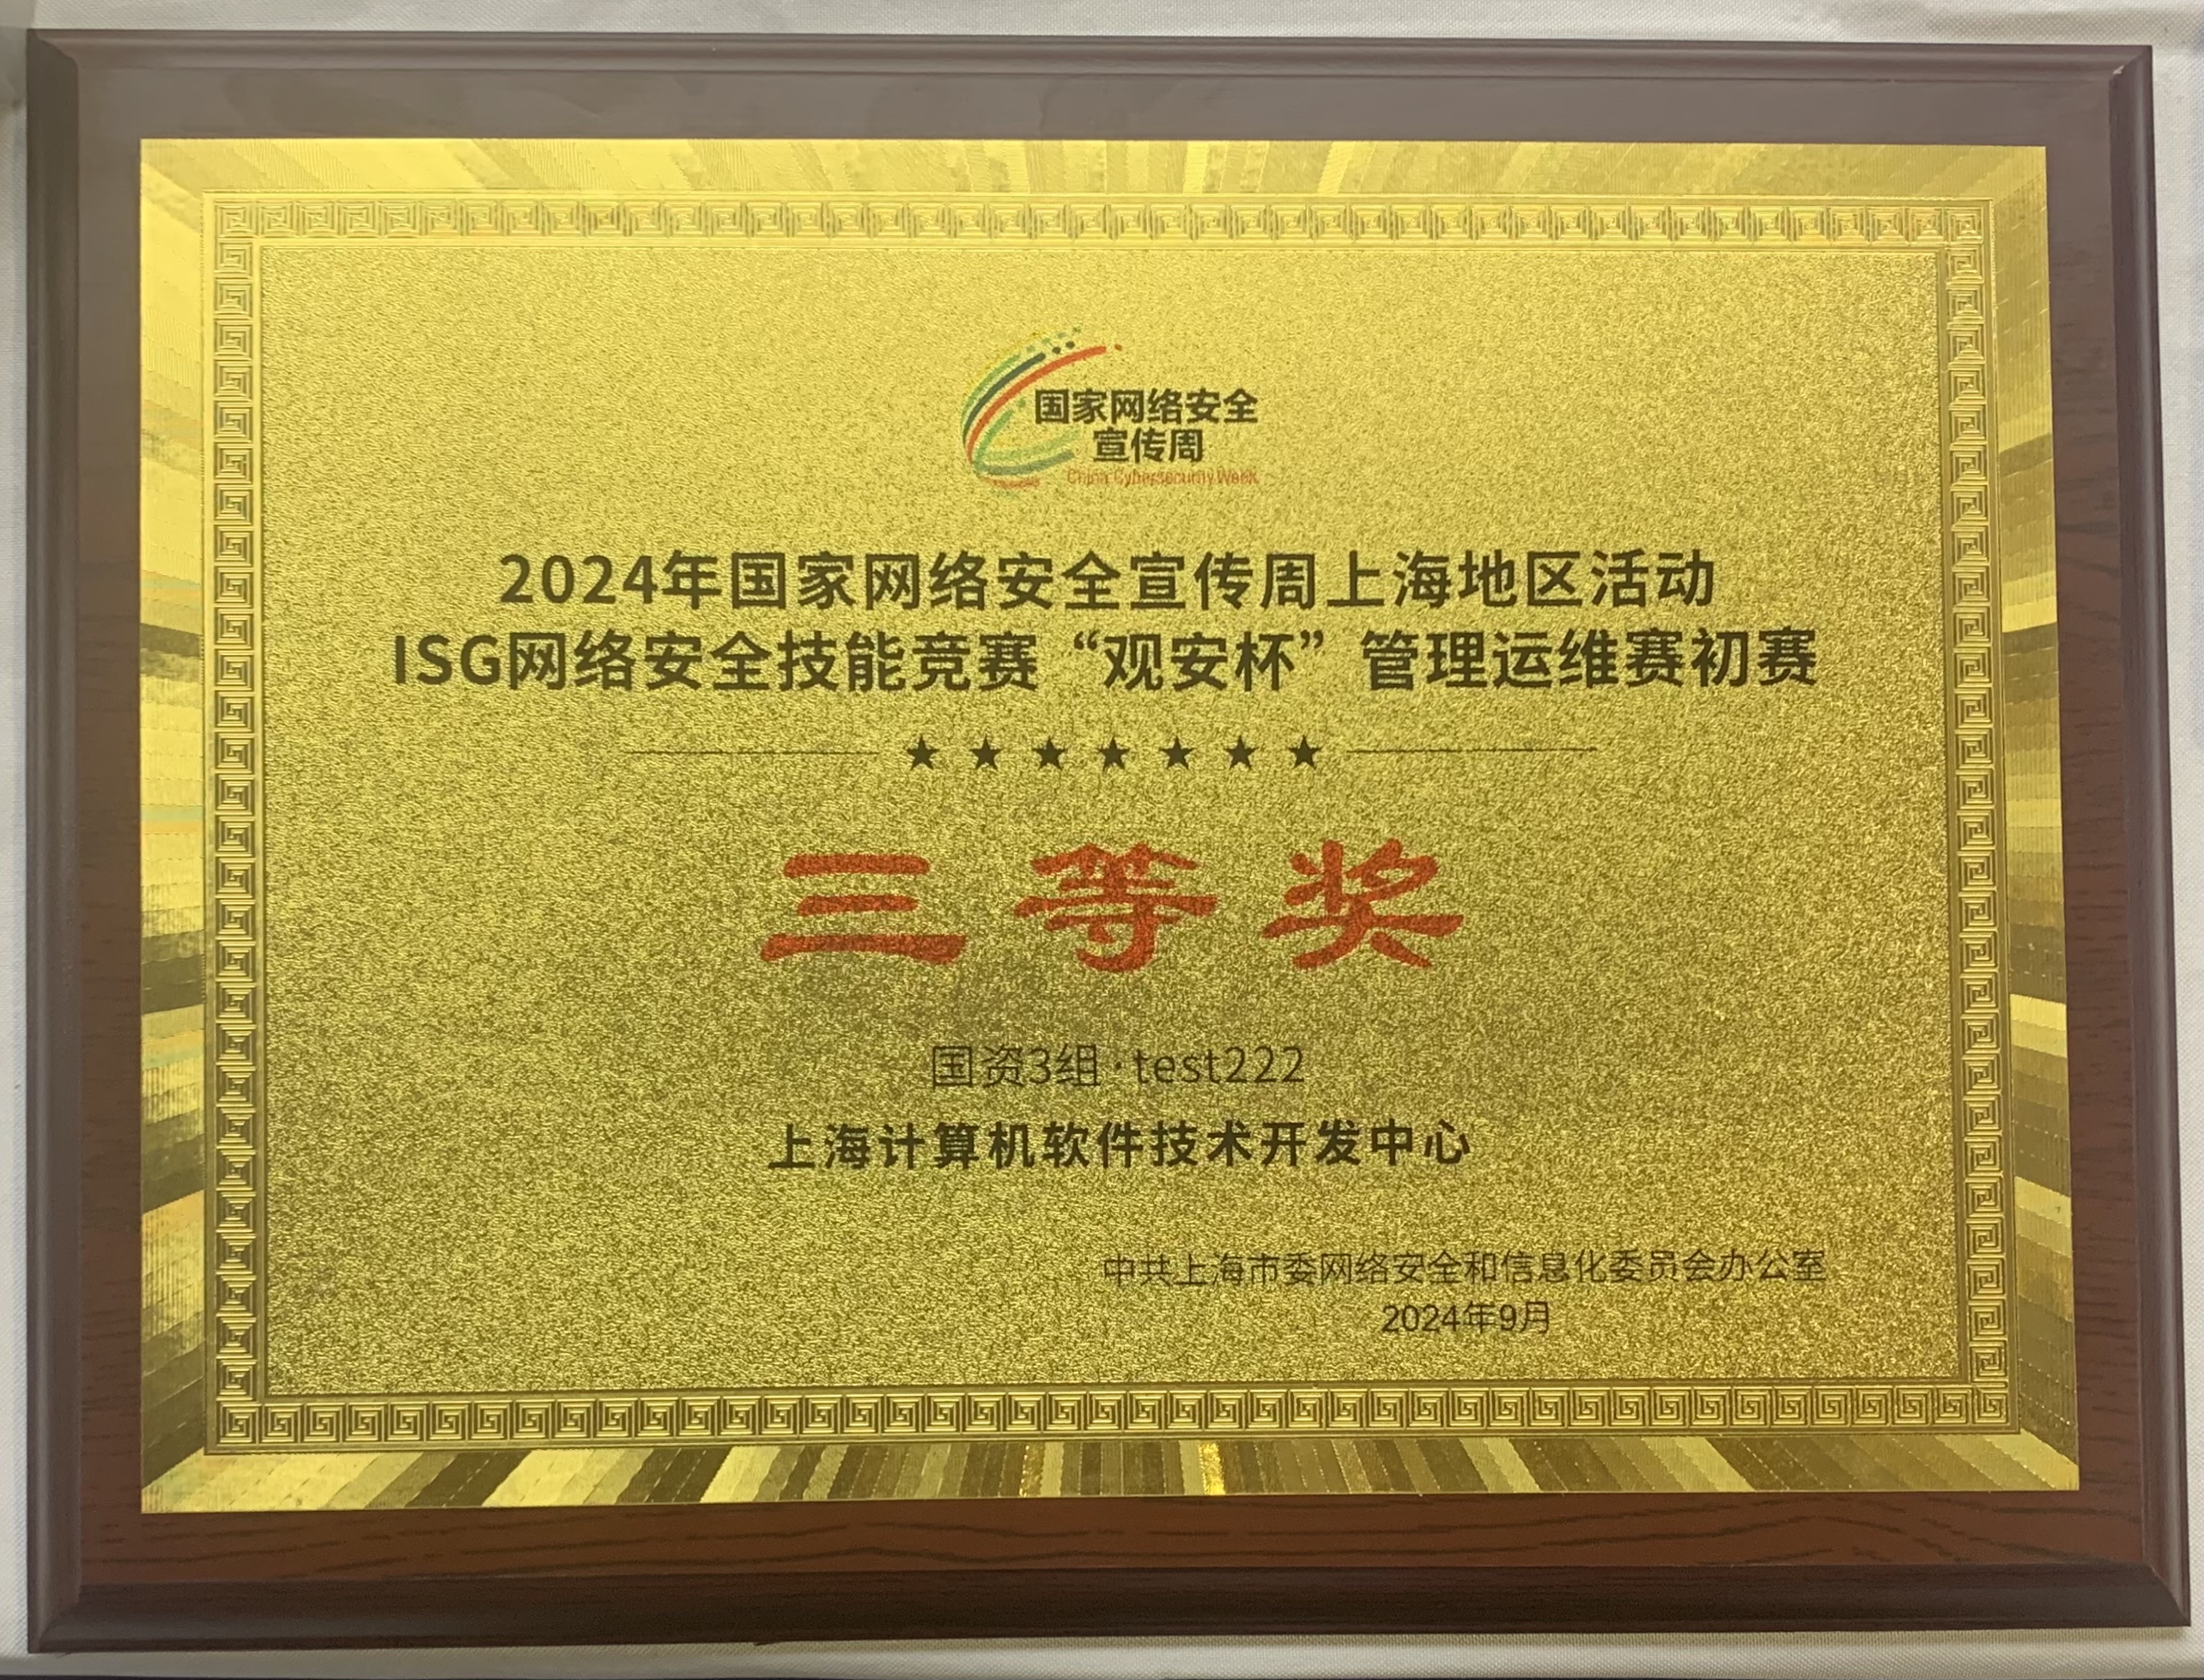 国家网络安全
宣传周
China Cybersecurity Week
2024年国家网络安全宣传周上海地区活动
ISG网络安全技能竞赛“观安杯”管理运维赛初赛
★★★★★★★
三等奖
国资3组·test222
上海计算机软件技术开发中心
中共上海市委网络安全和信息化委员会办公室
2024年9月